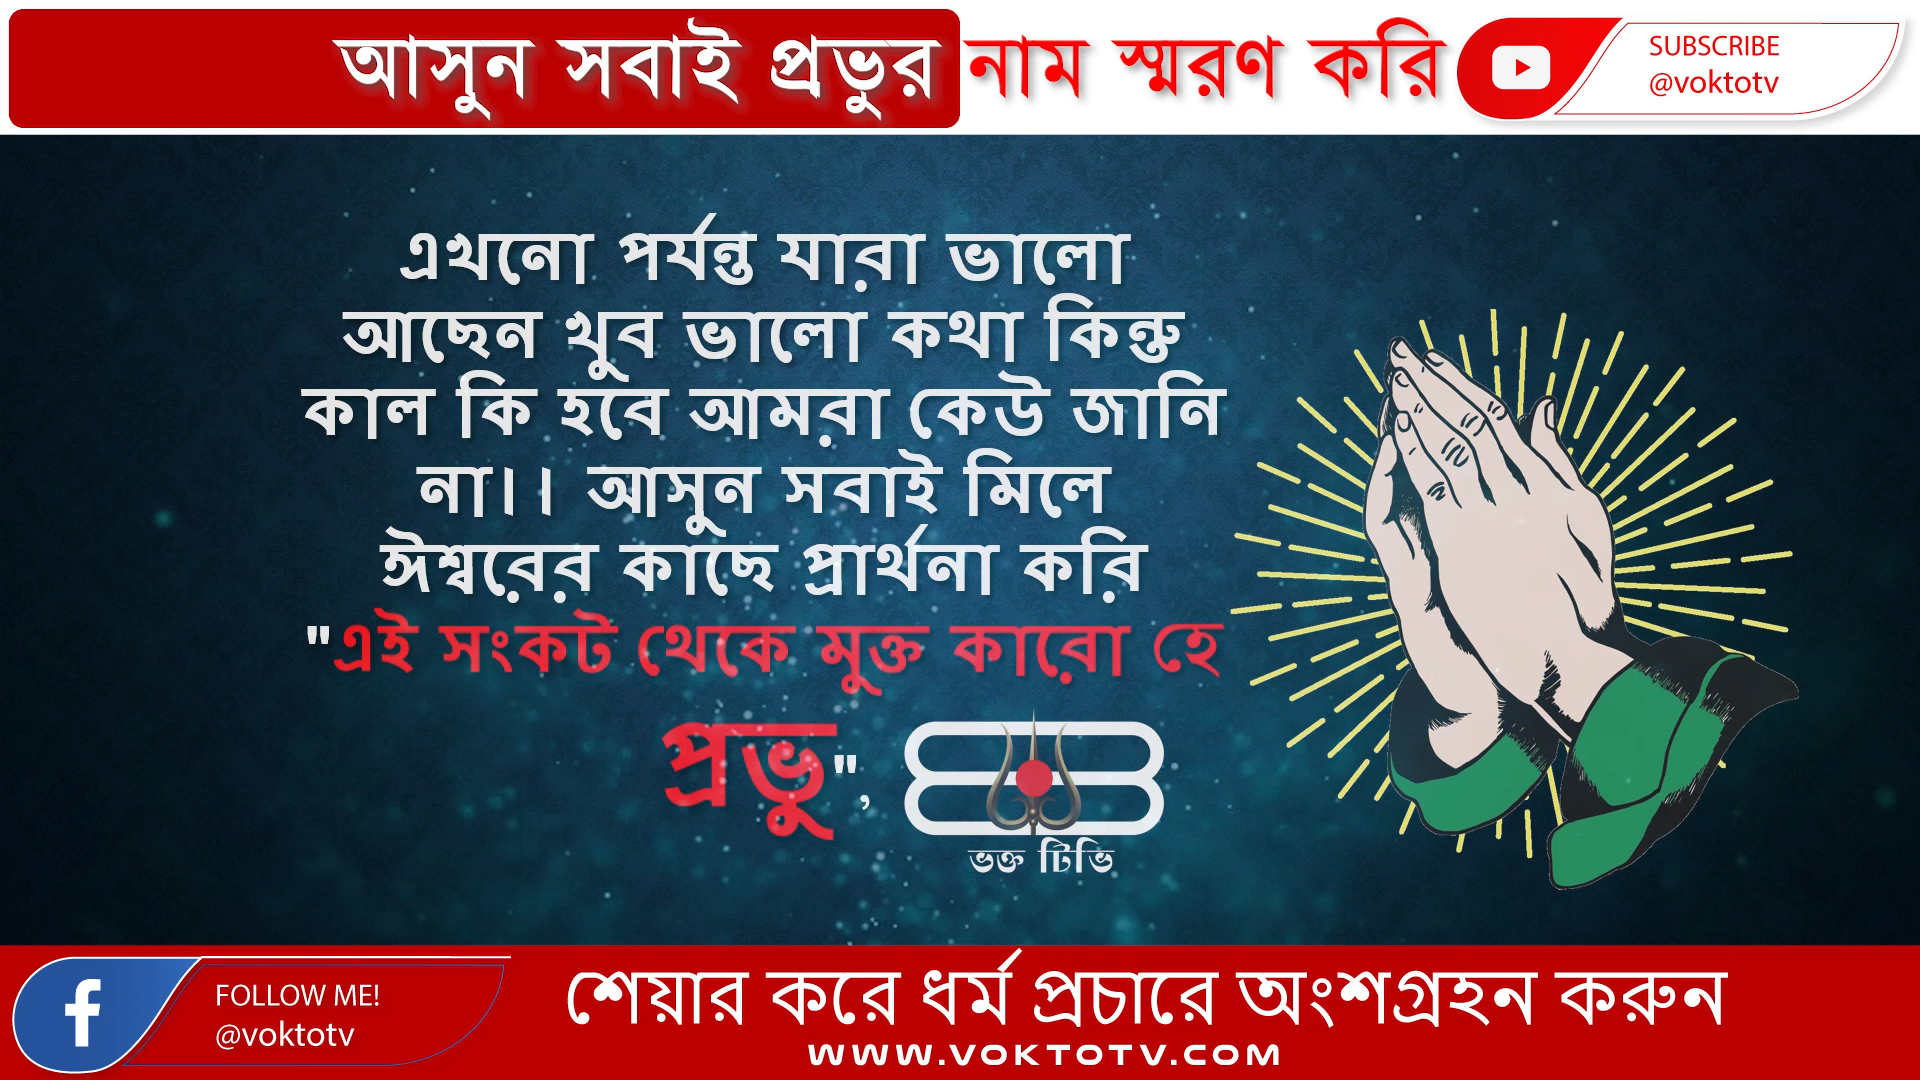 আসুন সবাই প্রভুর নাম স্মরণ করি
SUBSCRIBE
@voktotv
এখনো পর্যন্ত যারা ভালো
আছেন খুব ভালো কথা কিন্তু
কাল কি হবে আমরা কেউ জানি
না।। আসুন সবাই মিলে
ঈশ্বরের কাছে প্রার্থনা করি
"এই সংকট থেকে মুক্ত কারো হে
প্রভু",
ভক্ত টিভি
FOLLOW ME!
@voktotv
শেয়ার করে ধর্ম প্রচারে অংশগ্রহন করুন
WWW.VOKTOTV.COM